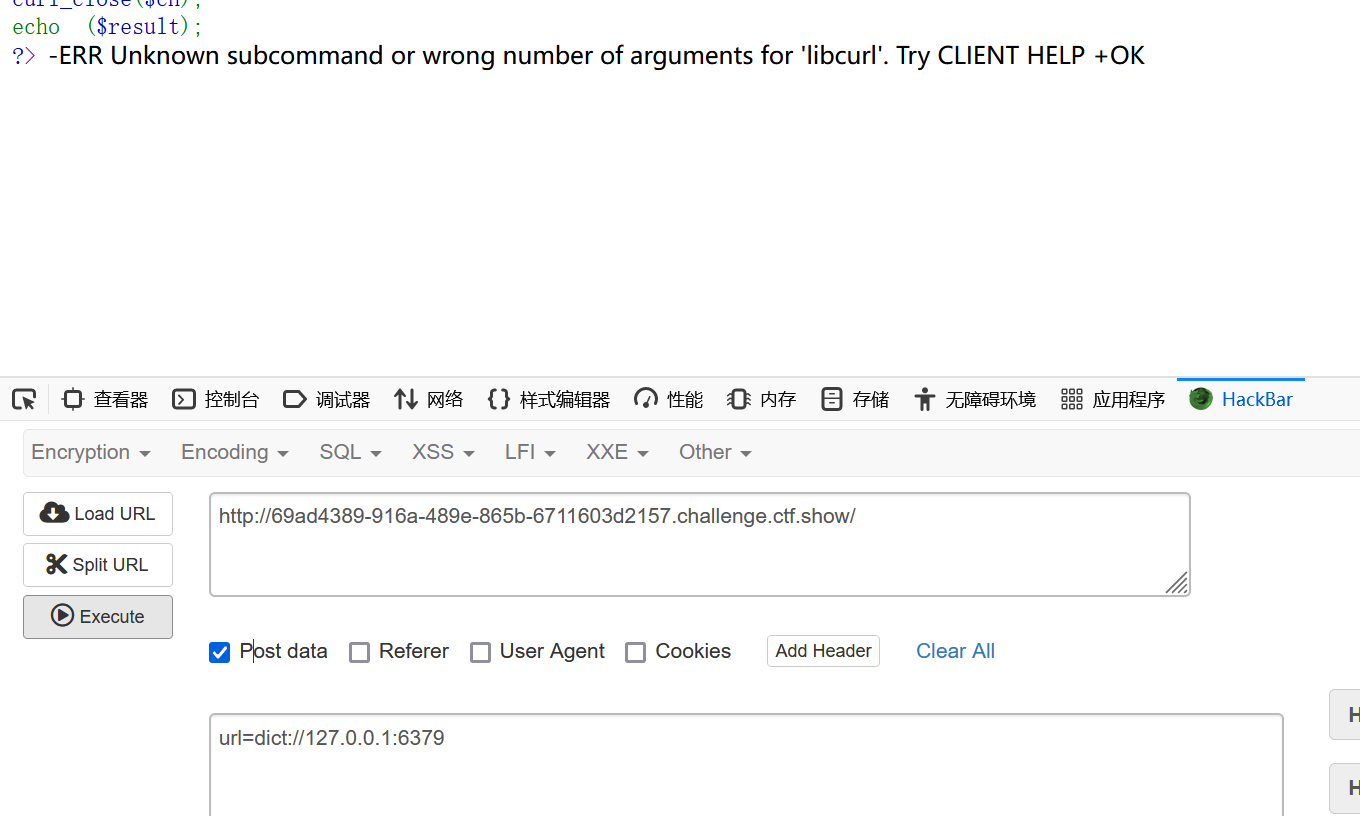 curl_close($ch);
echo ($result);
?> -ERR Unknown subcommand or wrong number of arguments for 'libcurl'. Try CLIENT HELP +OK
查看器 控制台 调试器 网络 样式编辑器 性能 内存 存储 无障碍环境 应用程序 HackBar
Encryption Encoding SQL XSS LFI XXE Other
Load URL
http://69ad4389-916a-489e-865b-6711603d2157.challenge.ctf.show/
Split URL
Execute
Post data Referer User Agent Cookies Add Header Clear All
H
url=dict://127.0.0.1:6379
H